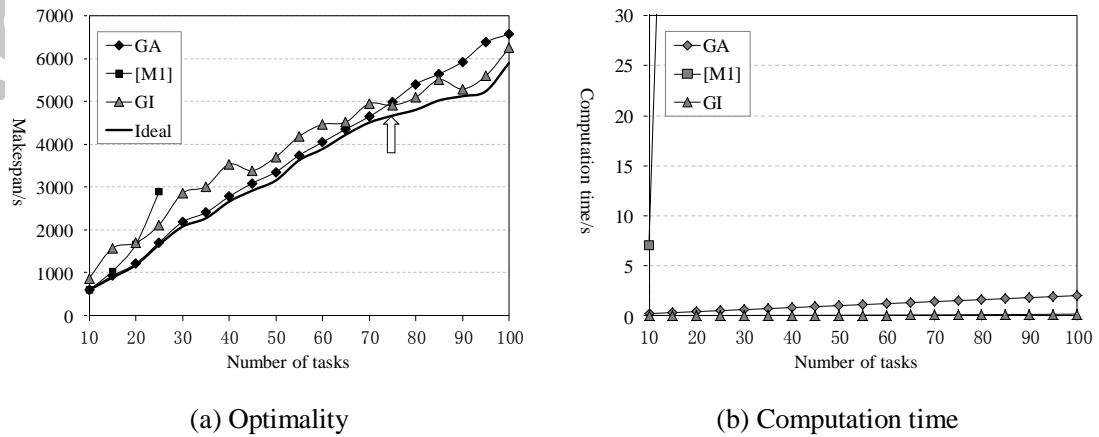 7000
6000
5000
4000
3000
2000
1000
0
Makespan/s
GA
[M1]
GI
Ideal
10 20 30 40 50 60 70 80 90 100
Number of tasks
(a) Optimality
30
25
20
15
10
5
0
Computation time/s
GA
[M1]
GI
10 20 30 40 50 60 70 80 90 100
Number of tasks
(b) Computation time